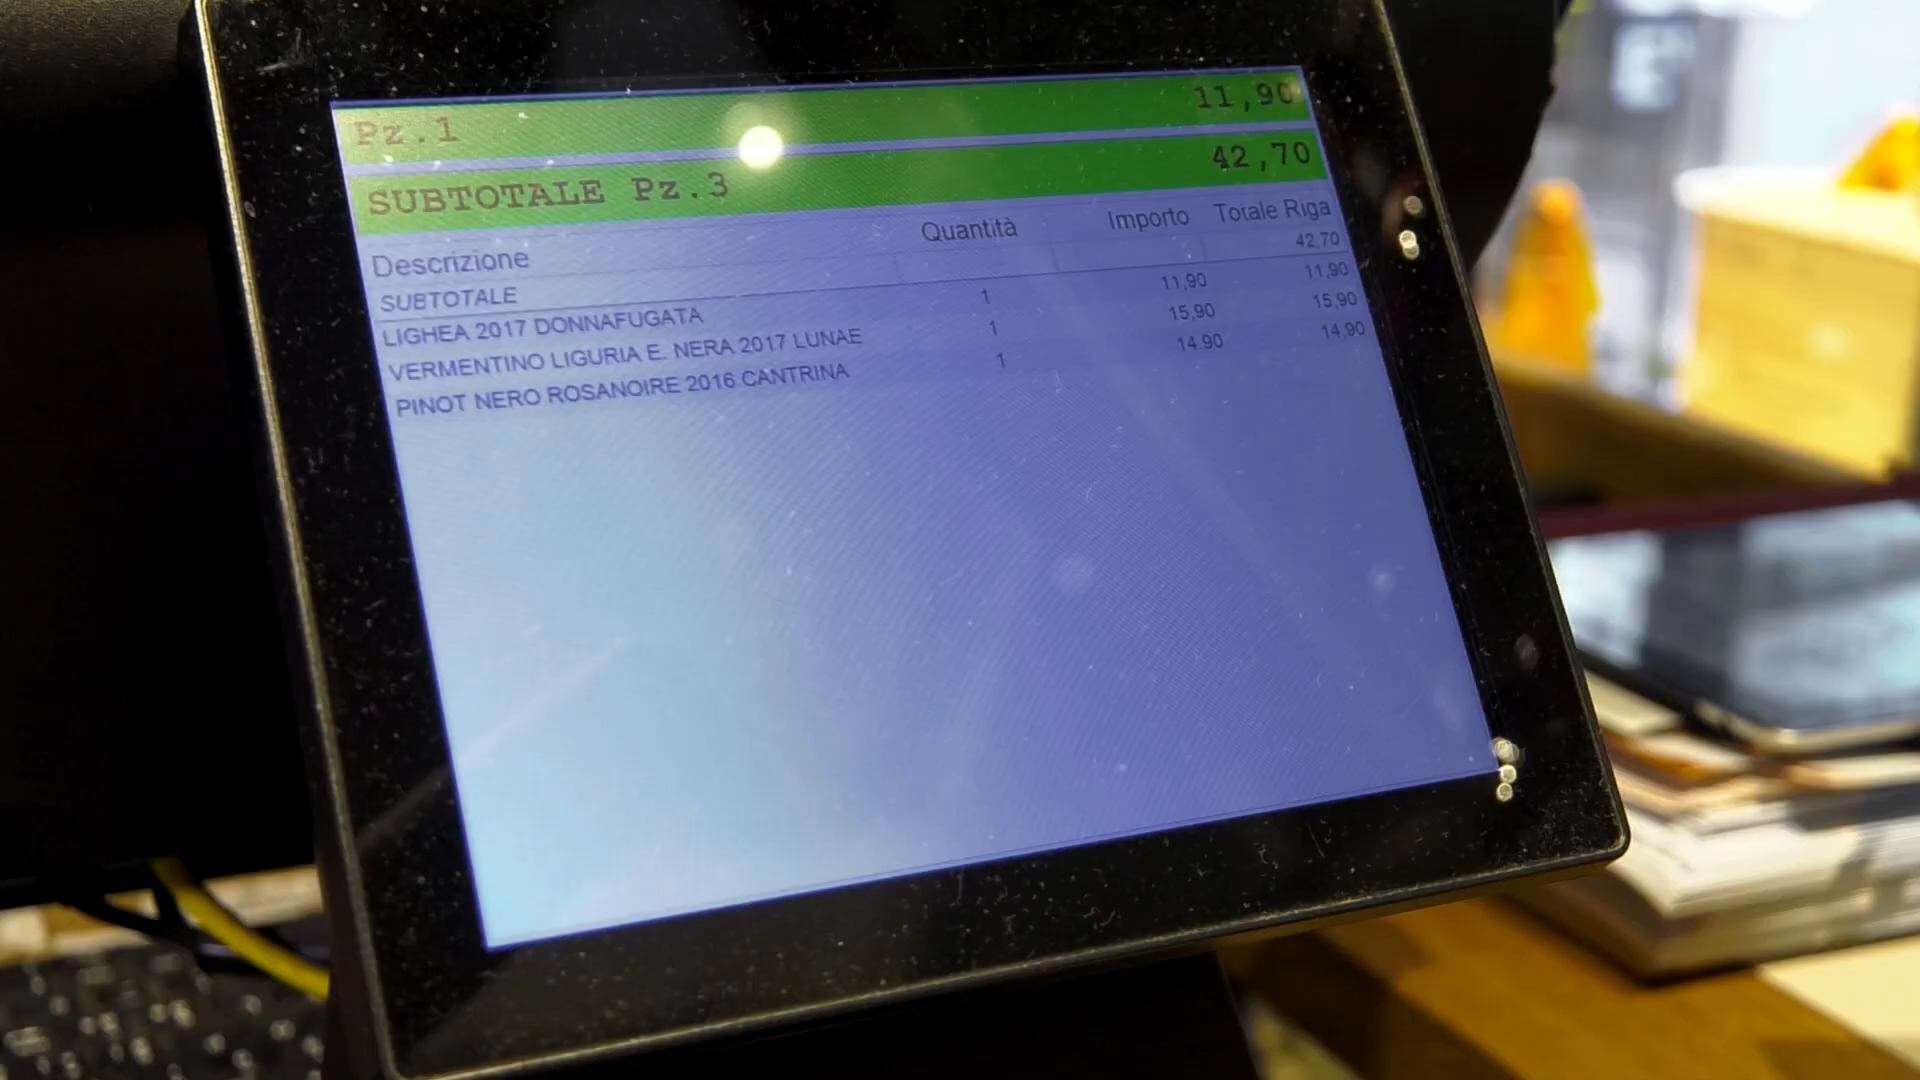 Pz.1 11,90
SUBTOTALE Pz.3 42,70
Descrizione Quantità Importo Totale Riga
SUBTOTALE 42,70
LIGHEA 2017 DONNAFUGATA 1 11,90 11,90
VERMENTINO LIGURIA E. NERA 2017 LUNAE 1 15,90 15,90
PINOT NERO ROSANOIRE 2016 CANTRINA 1 14,90 14,90